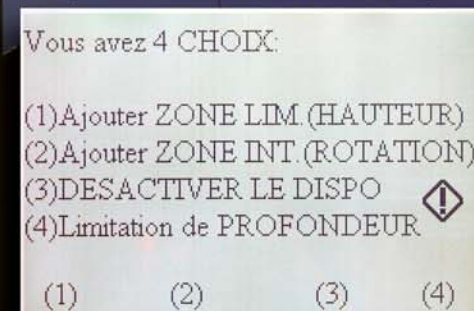 Vous avez 4 CHOIX:
(1)Ajouter ZONE LIM.(HAUTEUR)
(2)Ajouter ZONE INT.(ROTATION)
(3)DESACTIVER LE DISPO
(4)Limitation de PROFONDEUR
(1) (2) (3) (4)